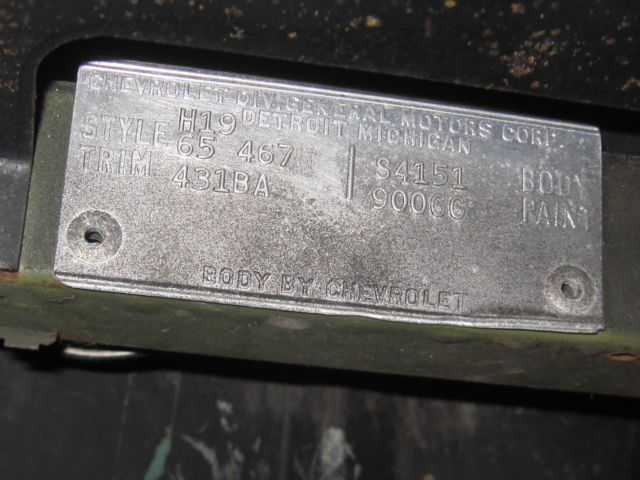 CHEVROLET DIV. GENERAL MOTORS CORP.
H19 DETROIT MICHIGAN
STYLE 65 467 S4151 BODY
TRIM 431BA 900GG PAINT
BODY BY CHEVROLET